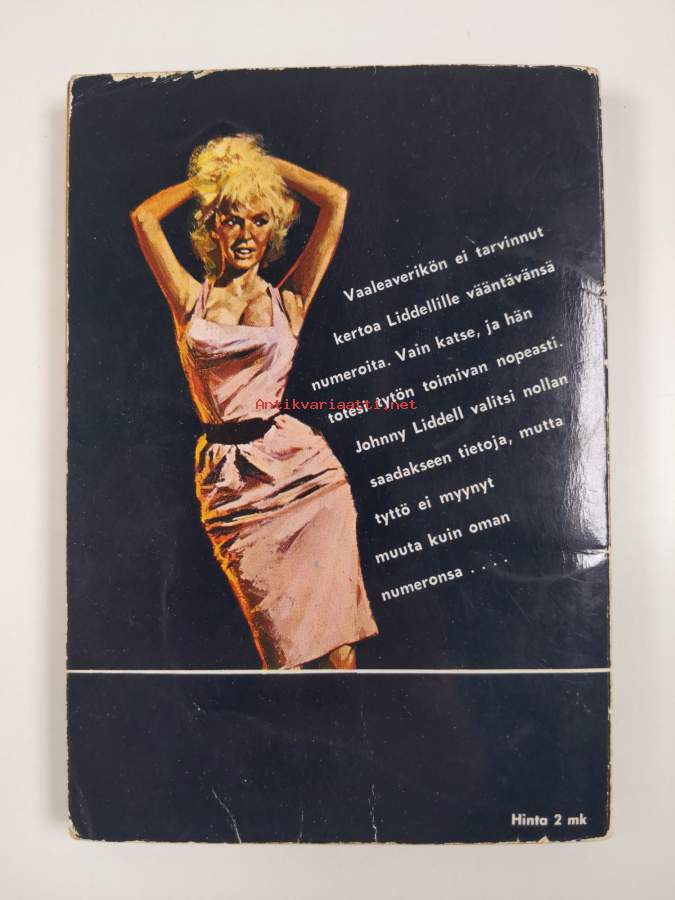 Vaaleaverikön ei tarvinnut
kertoa Liddellille vääntävänsä
numeroita. Vain katse, ja hän
totesi tytön toimivan nopeasti.
Antikvariaatti.net
Johnny Liddell valitsi nollan
saadakseen tietoja, mutta
tyttö ei myynyt
muuta kuin oman
numeronsa . . . .
Hinta 2 mk